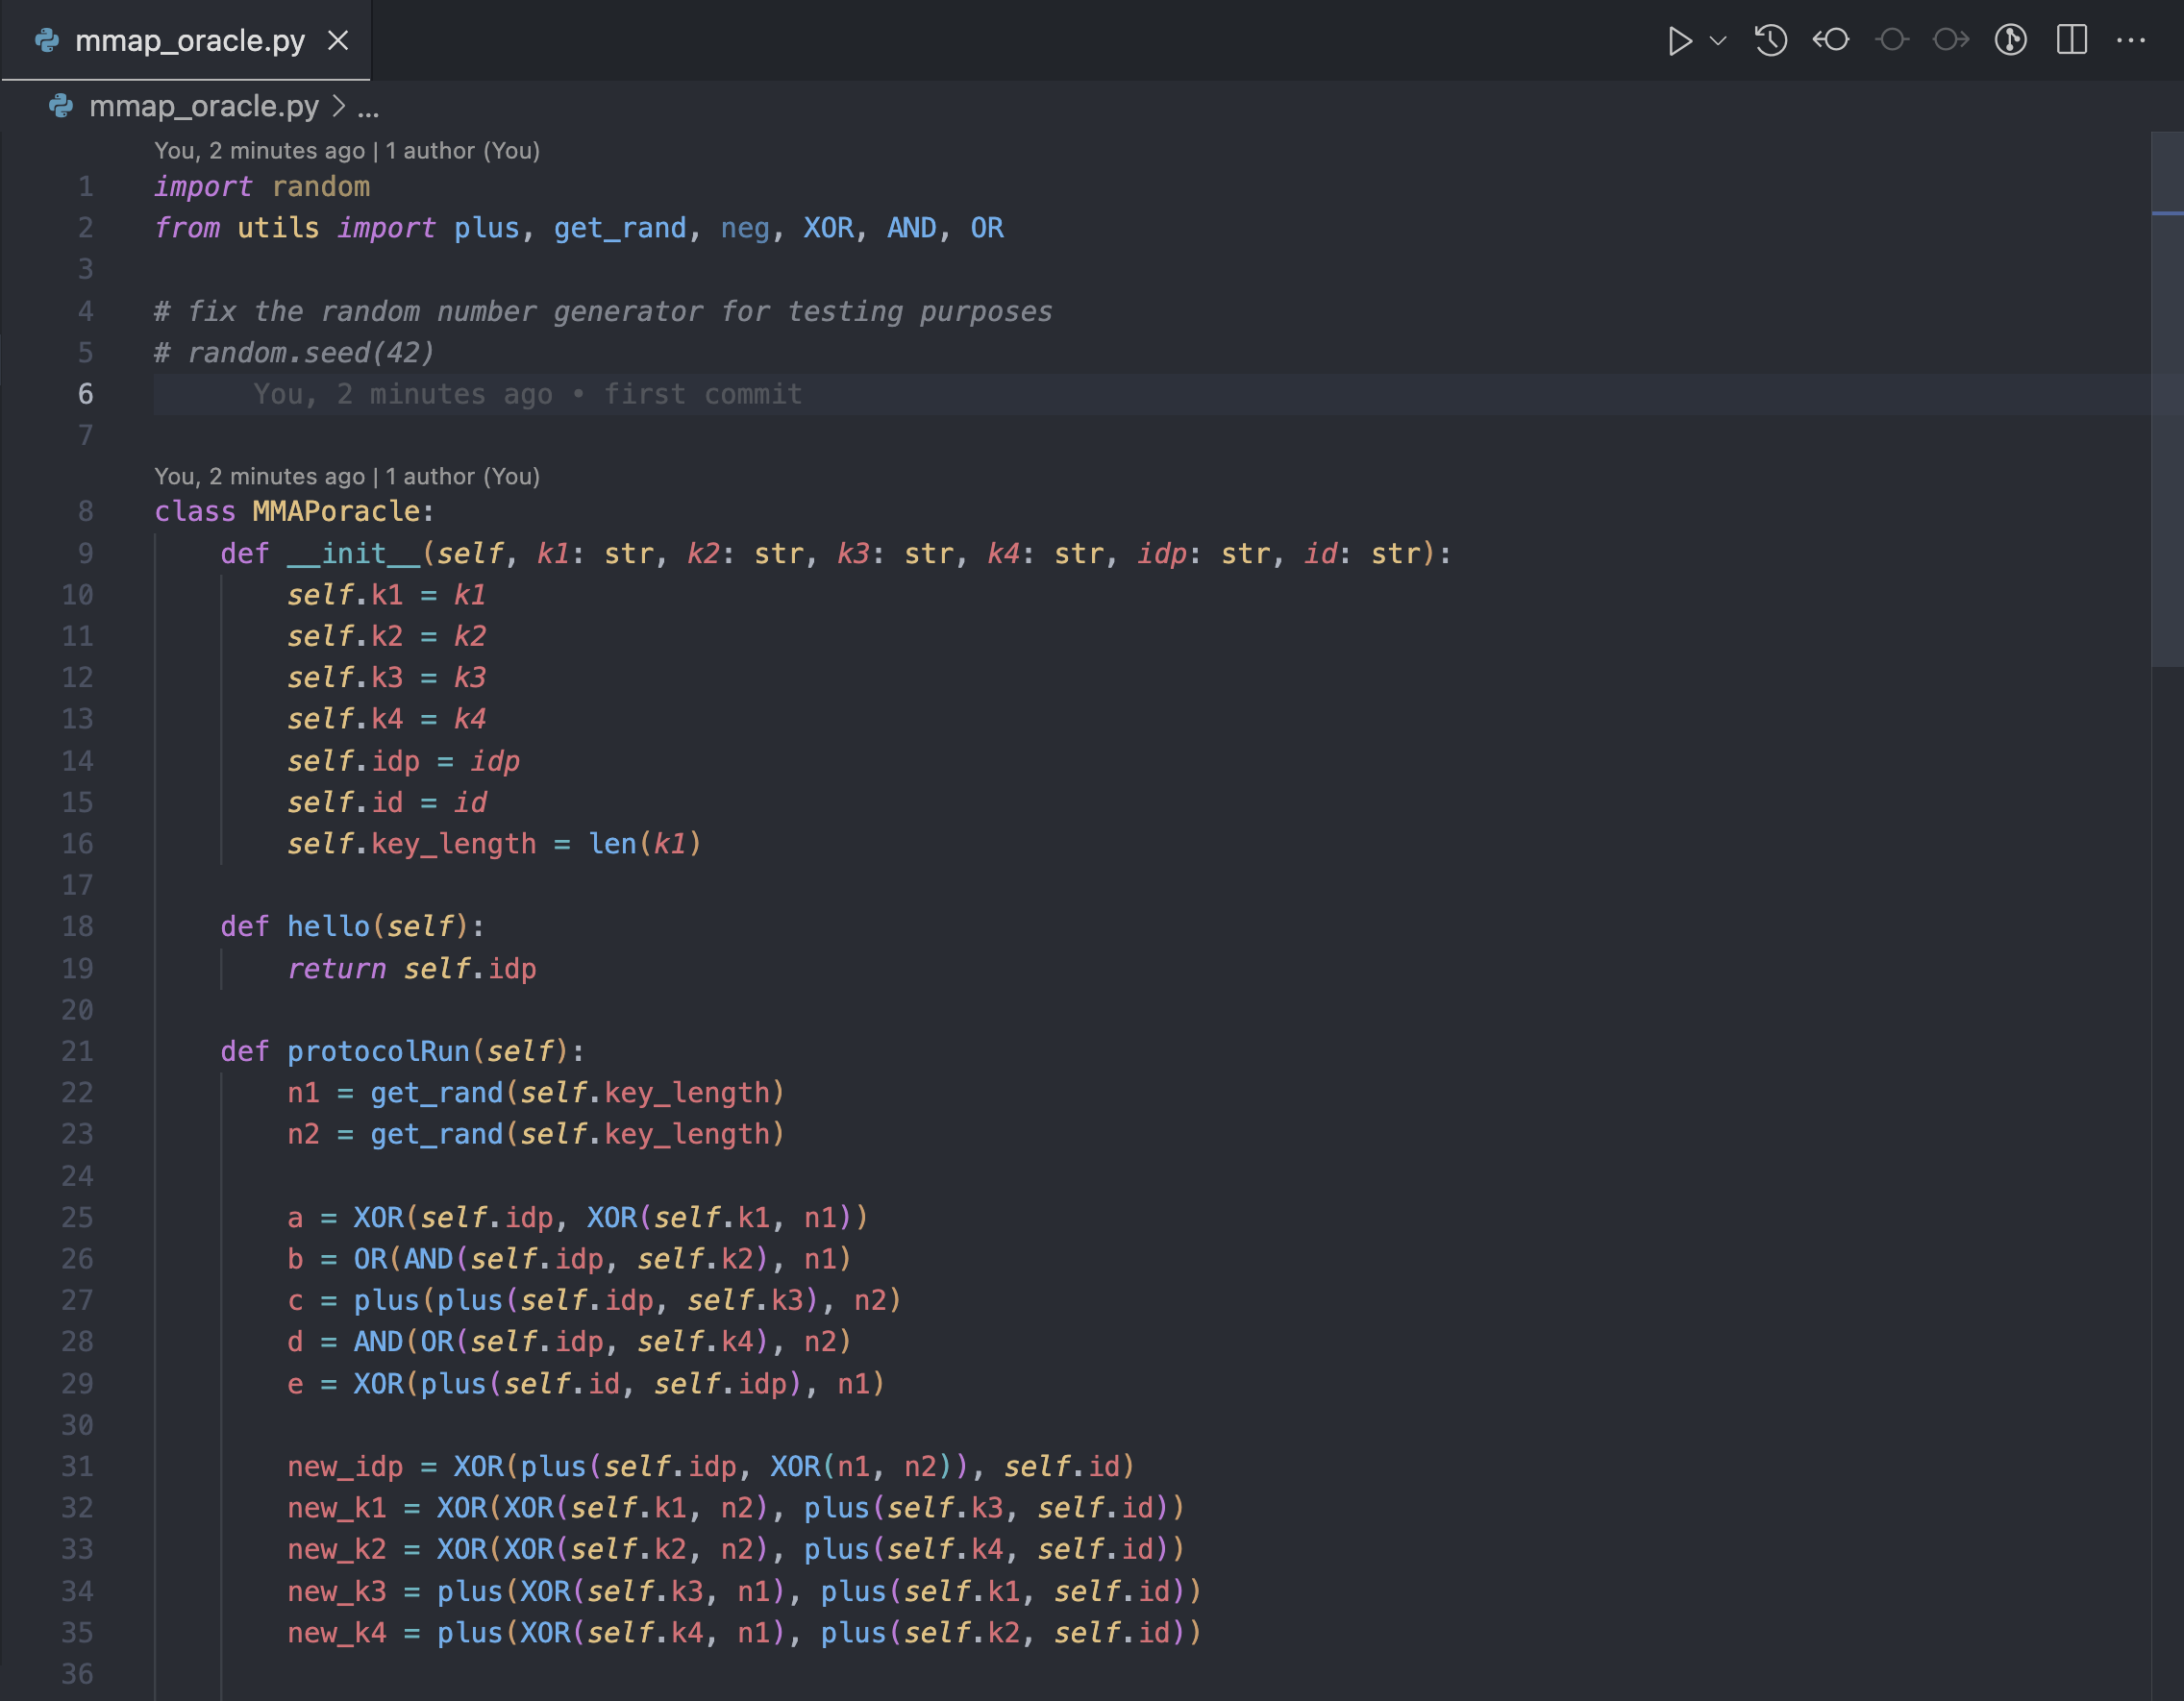 mmap_oracle.py
mmap_oracle.py > ...
You, 2 minutes ago | 1 author (You)
1 import random
2 from utils import plus, get_rand, neg, XOR, AND, OR
3
4 # fix the random number generator for testing purposes
5 # random.seed(42)
6 You, 2 minutes ago • first commit
7
You, 2 minutes ago | 1 author (You)
8 class MMAPoracle:
9     def __init__(self, k1: str, k2: str, k3: str, k4: str, idp: str, id: str):
10         self.k1 = k1
11         self.k2 = k2
12         self.k3 = k3
13         self.k4 = k4
14         self.idp = idp
15         self.id = id
16         self.key_length = len(k1)
17
18     def hello(self):
19         return self.idp
20
21     def protocolRun(self):
22         n1 = get_rand(self.key_length)
23         n2 = get_rand(self.key_length)
24
25         a = XOR(self.idp, XOR(self.k1, n1))
26         b = OR(AND(self.idp, self.k2), n1)
27         c = plus(plus(self.idp, self.k3), n2)
28         d = AND(OR(self.idp, self.k4), n2)
29         e = XOR(plus(self.id, self.idp), n1)
30
31         new_idp = XOR(plus(self.idp, XOR(n1, n2)), self.id)
32         new_k1 = XOR(XOR(self.k1, n2), plus(self.k3, self.id))
33         new_k2 = XOR(XOR(self.k2, n2), plus(self.k4, self.id))
34         new_k3 = plus(XOR(self.k3, n1), plus(self.k1, self.id))
35         new_k4 = plus(XOR(self.k4, n1), plus(self.k2, self.id))
36